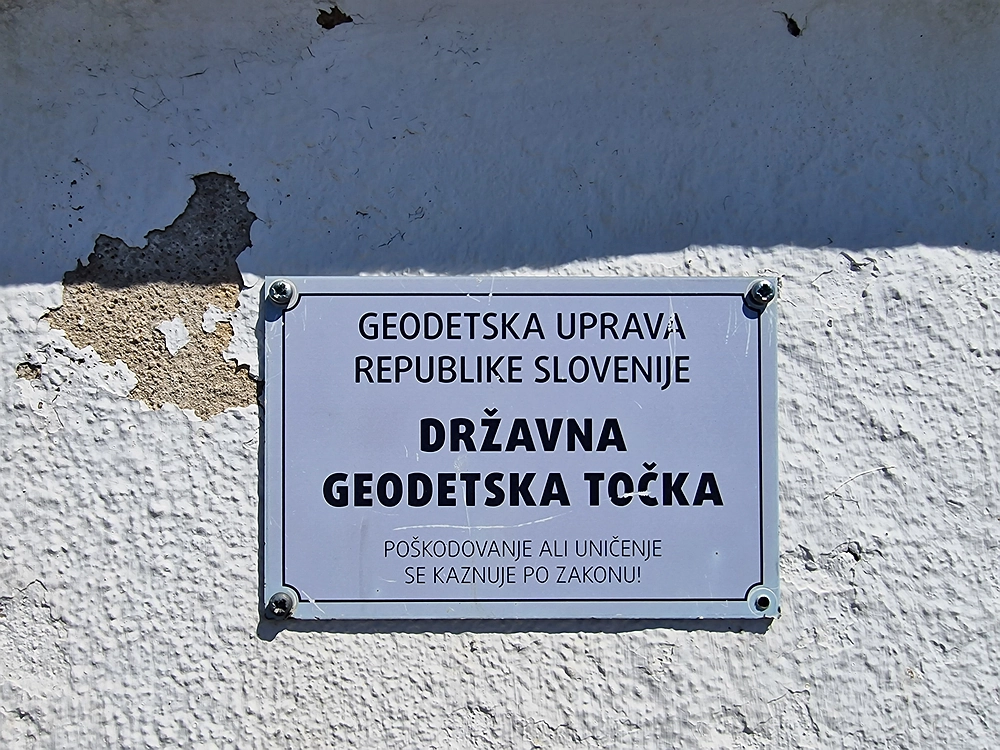 GEODETSKA UPRAVA
REPUBLIKE SLOVENIJE
DRŽAVNA
GEODETSKA TOČKA
POŠKODOVANJE ALI UNIČENJE
SE KAZNUJE PO ZAKONU!